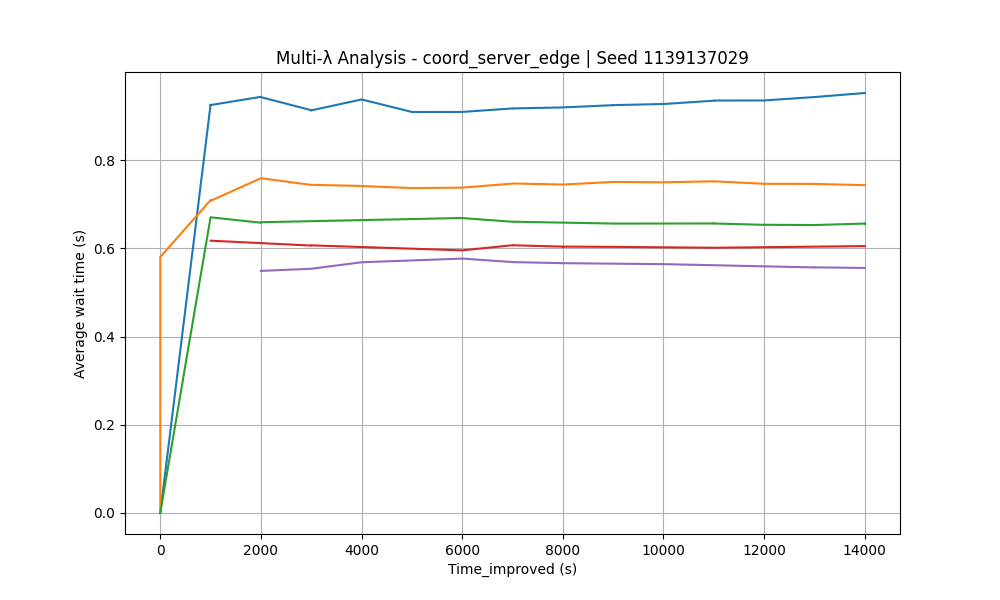 Multi-λ Analysis - coord_server_edge | Seed 1139137029
Average wait time (s)
0.8
0.6
0.4
0.2
0.0
0 2000 4000 6000 8000 10000 12000 14000
Time_improved (s)